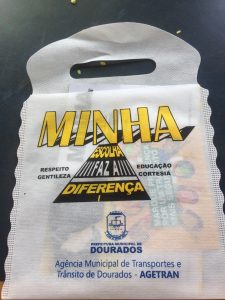 MINHA
ESCOLHA
FAZ A
DIFERENÇA
RESPEITO
GENTILEZA
EDUCAÇÃO
CORTESIA
PREFEITURA MUNICIPAL DE
DOURADOS
Agência Municipal de Transportes e
Trânsito de Dourados - AGETRAN